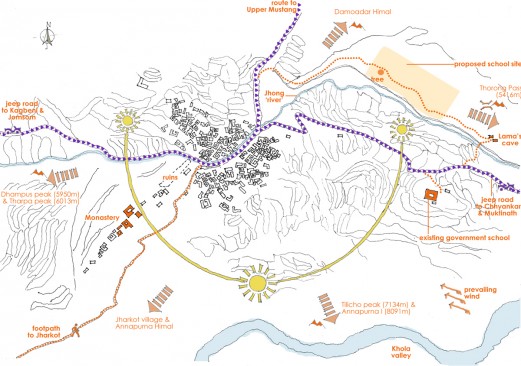 route to
Upper Mustang
Damoadar Himal
proposed school site
tree
Jhong
river
Thorong Pass
(5416m)
jeep road
to Kagbeni &
Jomsom
Lama's
cave
Dhampus peak (5950m)
& Tharpa peak (6013m)
ruins
Monastery
jeep road
to Chhyonkar
& Muktinath
existing government school
prevailing
wind
Tilicho peak (7134m) &
Annapurna I (8091m)
Jharkot village &
Annapurna Himal
footpath
to Jharkot
Khola
valley